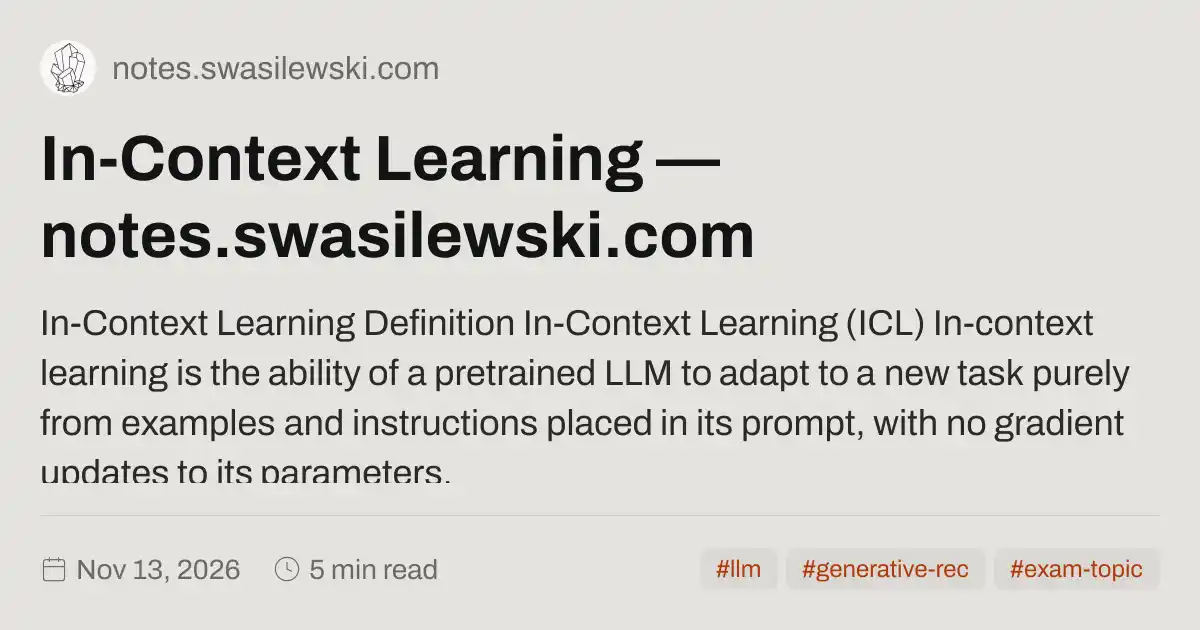 notes.swasilewski.com
In-Context Learning —
notes.swasilewski.com
In-Context Learning Definition In-Context Learning (ICL) In-context
learning is the ability of a pretrained LLM to adapt to a new task purely
from examples and instructions placed in its prompt, with no gradient
updates to its parameters.
Nov 13, 2026 5 min read #llm #generative-rec #exam-topic